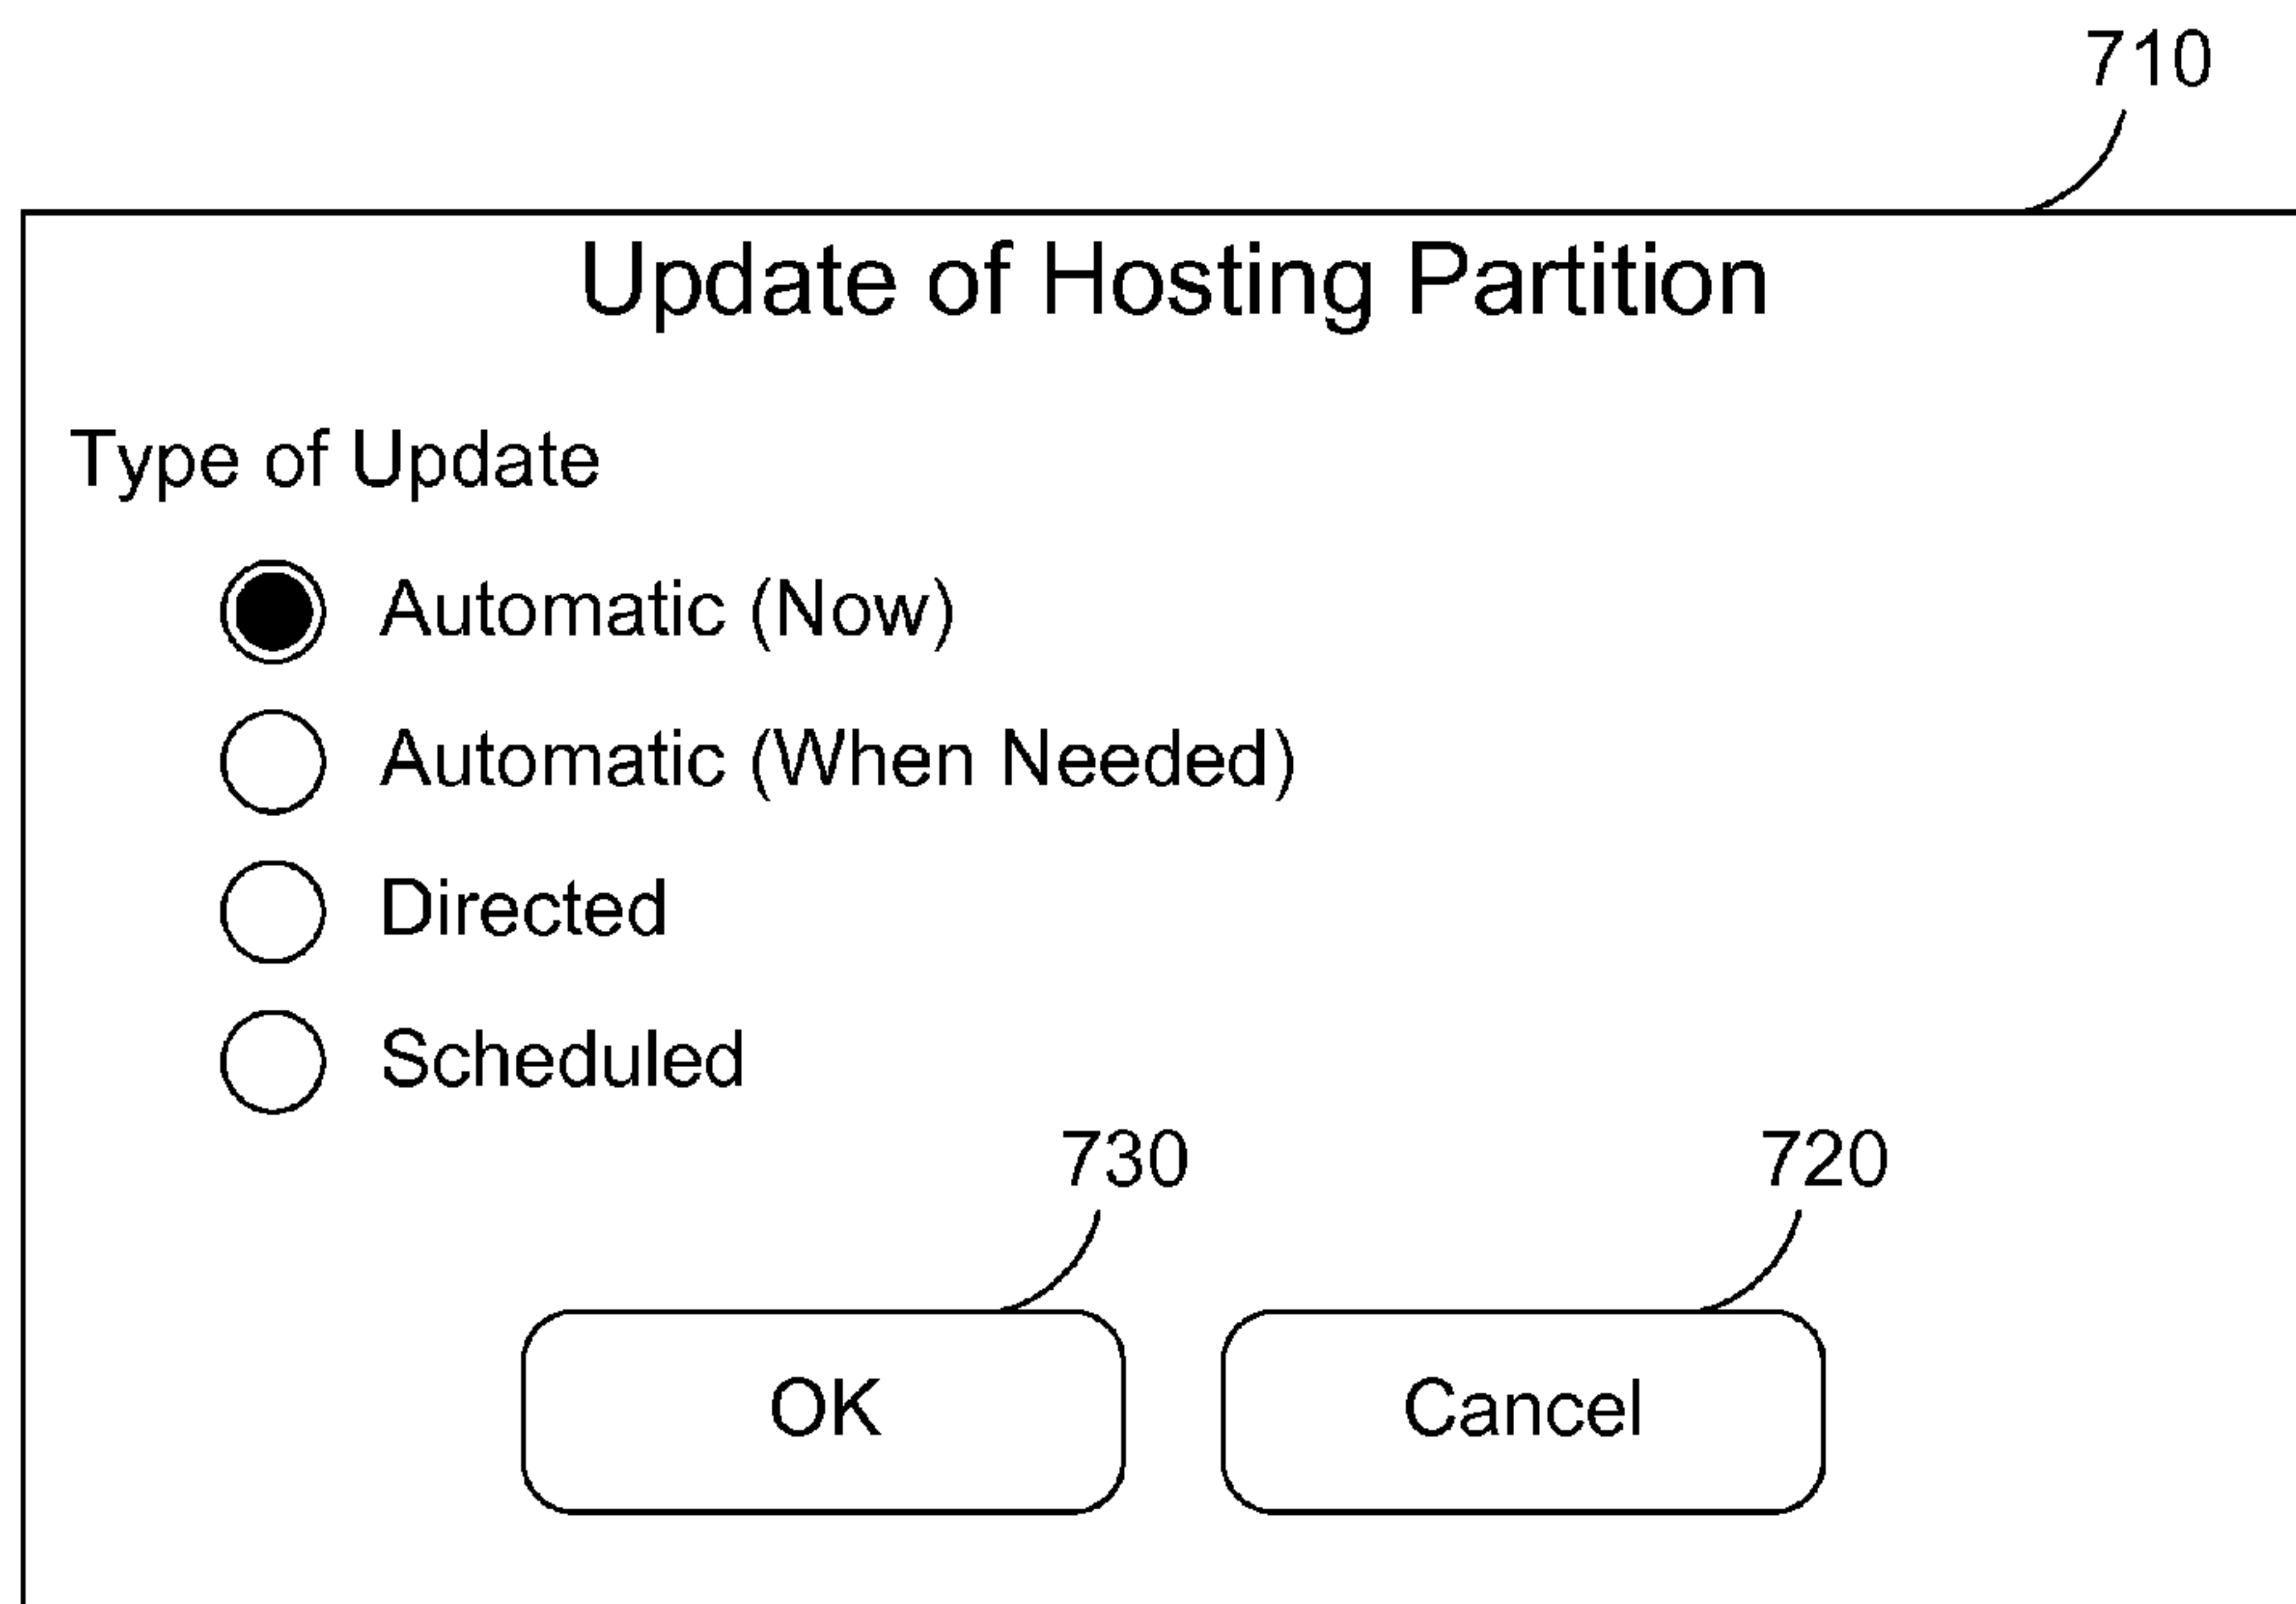 710
Update of Hosting Partition
Type of Update
Automatic (Now)
Automatic (When Needed)
Directed
Scheduled
730 720
OK Cancel